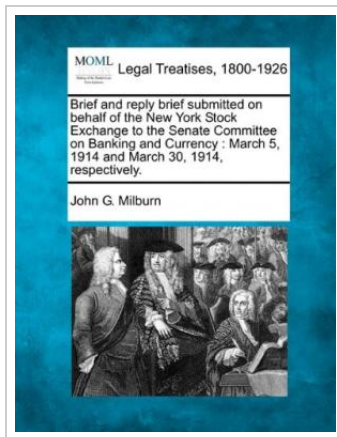 MOML
Legal Treatises, 1800-1926
Brief and reply brief submitted on
behalf of the New York Stock
Exchange to the Senate Committee
on Banking and Currency : March 5,
1914 and March 30, 1914,
respectively.
John G. Milburn